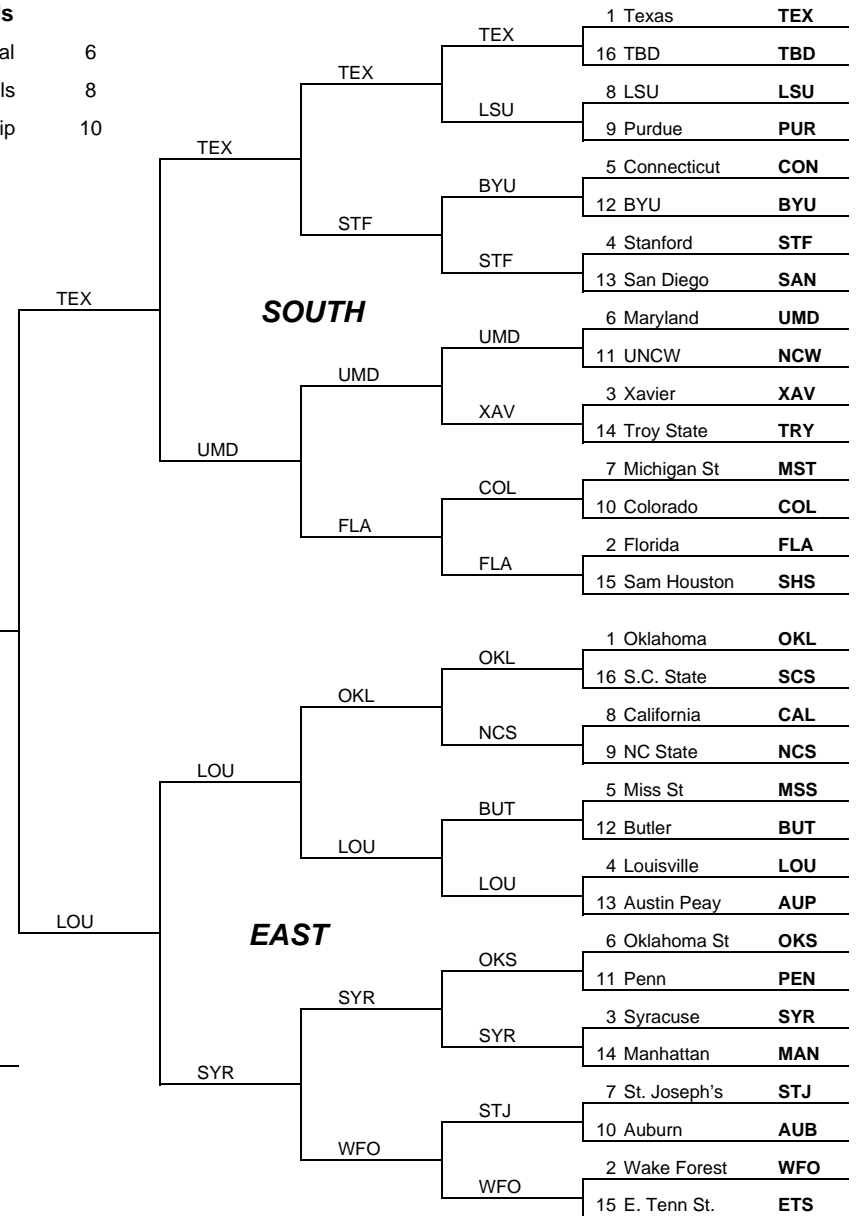 ls
al 6
ls 8
ip 10
1 Texas TEX
TEX
16 TBD TBD
TEX
8 LSU LSU
LSU
9 Purdue PUR
TEX
5 Connecticut CON
BYU
12 BYU BYU
STF
4 Stanford STF
STF
13 San Diego SAN
TEX
SOUTH
6 Maryland UMD
UMD
11 UNCW NCW
UMD
3 Xavier XAV
XAV
14 Troy State TRY
UMD
7 Michigan St MST
COL
10 Colorado COL
FLA
2 Florida FLA
FLA
15 Sam Houston SHS
1 Oklahoma OKL
OKL
16 S.C. State SCS
OKL
8 California CAL
NCS
9 NC State NCS
LOU
5 Miss St MSS
BUT
12 Butler BUT
LOU
4 Louisville LOU
LOU
13 Austin Peay AUP
LOU
EAST
6 Oklahoma St OKS
OKS
11 Penn PEN
SYR
3 Syracuse SYR
SYR
14 Manhattan MAN
SYR
7 St. Joseph's STJ
STJ
10 Auburn AUB
WFO
2 Wake Forest WFO
WFO
15 E. Tenn St. ETS